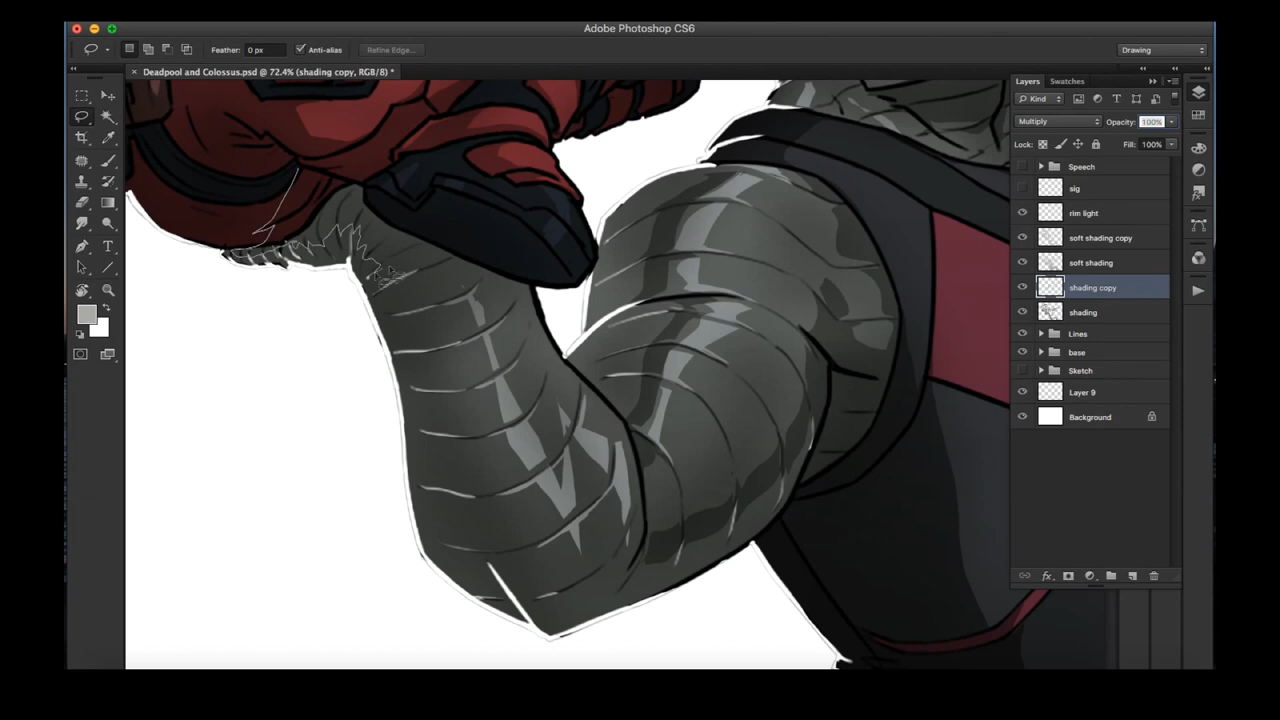 Adobe Photoshop CS6
Feather: 0 px Anti-alias Refine Edge... Drawing
Deadpool and Colossus.psd @ 72.4% (shading copy, RGB/8) *
Layers Swatches
Kind
Multiply Opacity: 100%
Lock: Fill: 100%
Speech
sig
rim light
soft shading copy
soft shading
shading copy
shading
Lines
base
Sketch
Layer 9
Background